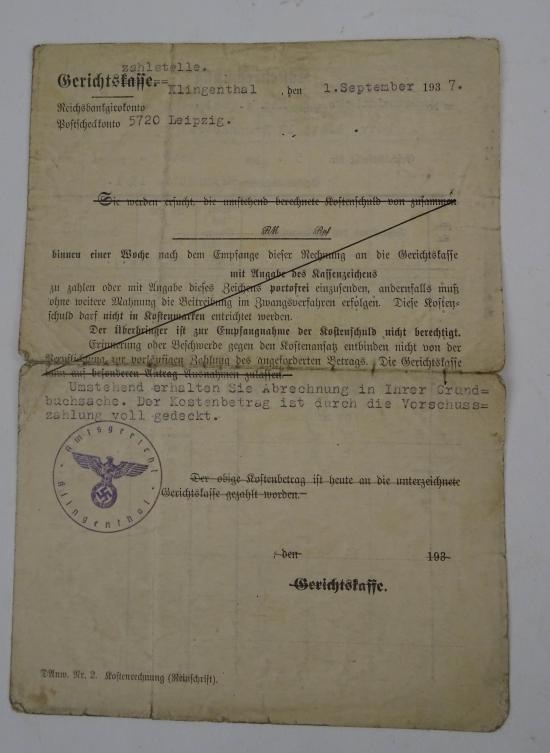 zahlstelle.
Gerichtskasse.
Klingenthal, den 1.September 1937.
Reichsbankgirokonto
Postscheckkonto 5720 Leipzig.
Sie werden ersucht, die umstehend berechnete Kostenschuld von zusammen
RM Rpf
binnen einer Woche nach dem Empfange dieser Rechnung an die Gerichtskasse
mit Angabe des Kassenzeichens
zu zahlen oder mit Angabe dieses Zeichens portofrei einzusenden, andernfalls muß
ohne weitere Mahnung die Beitreibung im Zwangsverfahren erfolgen. Diese Kosten-
schuld darf nicht in Kostenmarken entrichtet werden.
Der Überbringer ist zur Empfangnahme der Kostenschuld nicht berechtigt.
Erinnerung oder Beschwerde gegen den Kostenansatz entbinden nicht von der
Verpflichtung zur vorläufigen Zahlung des angeforderten Betrags. Die Gerichtskasse
kann auf besonderen Antrag Ausnahmen zulassen.
Umstehend erhalten Sie Abrechnung in Ihrer Grund=
buchsache. Der Kostenbetrag ist durch die Vorschuss=
zahlung voll gedeckt.
Amtsgericht
Klingenthal
Der obige Kostenbetrag ist heute an die unterzeichnete
Gerichtskasse gezahlt worden.
, den 193
Gerichtskasse.
DAnw. Nr. 2. Kostenrechnung (Reinschrift).